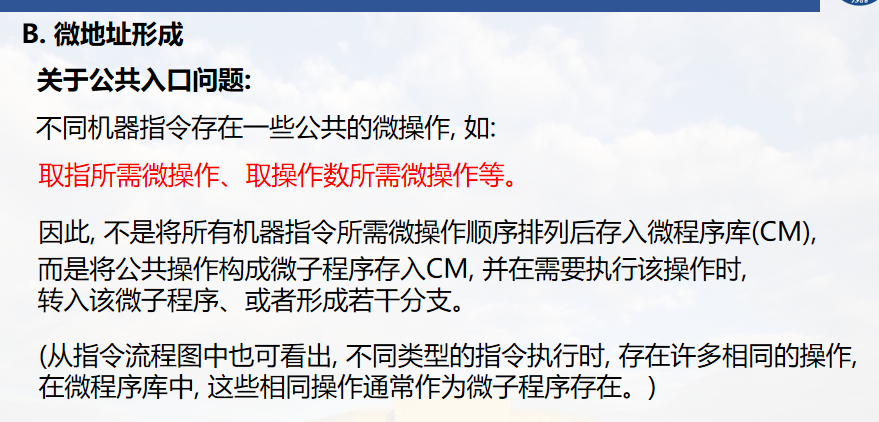 B. 微地址形成
关于公共入口问题:
不同机器指令存在一些公共的微操作, 如:
取指所需微操作、取操作数所需微操作等。
因此, 不是将所有机器指令所需微操作顺序排列后存入微程序库(CM),
而是将公共操作构成微子程序存入CM, 并在需要执行该操作时,
转入该微子程序、或者形成若干分支。
(从指令流程图中也可看出, 不同类型的指令执行时, 存在许多相同的操作,
在微程序库中, 这些相同操作通常作为微子程序存在。)